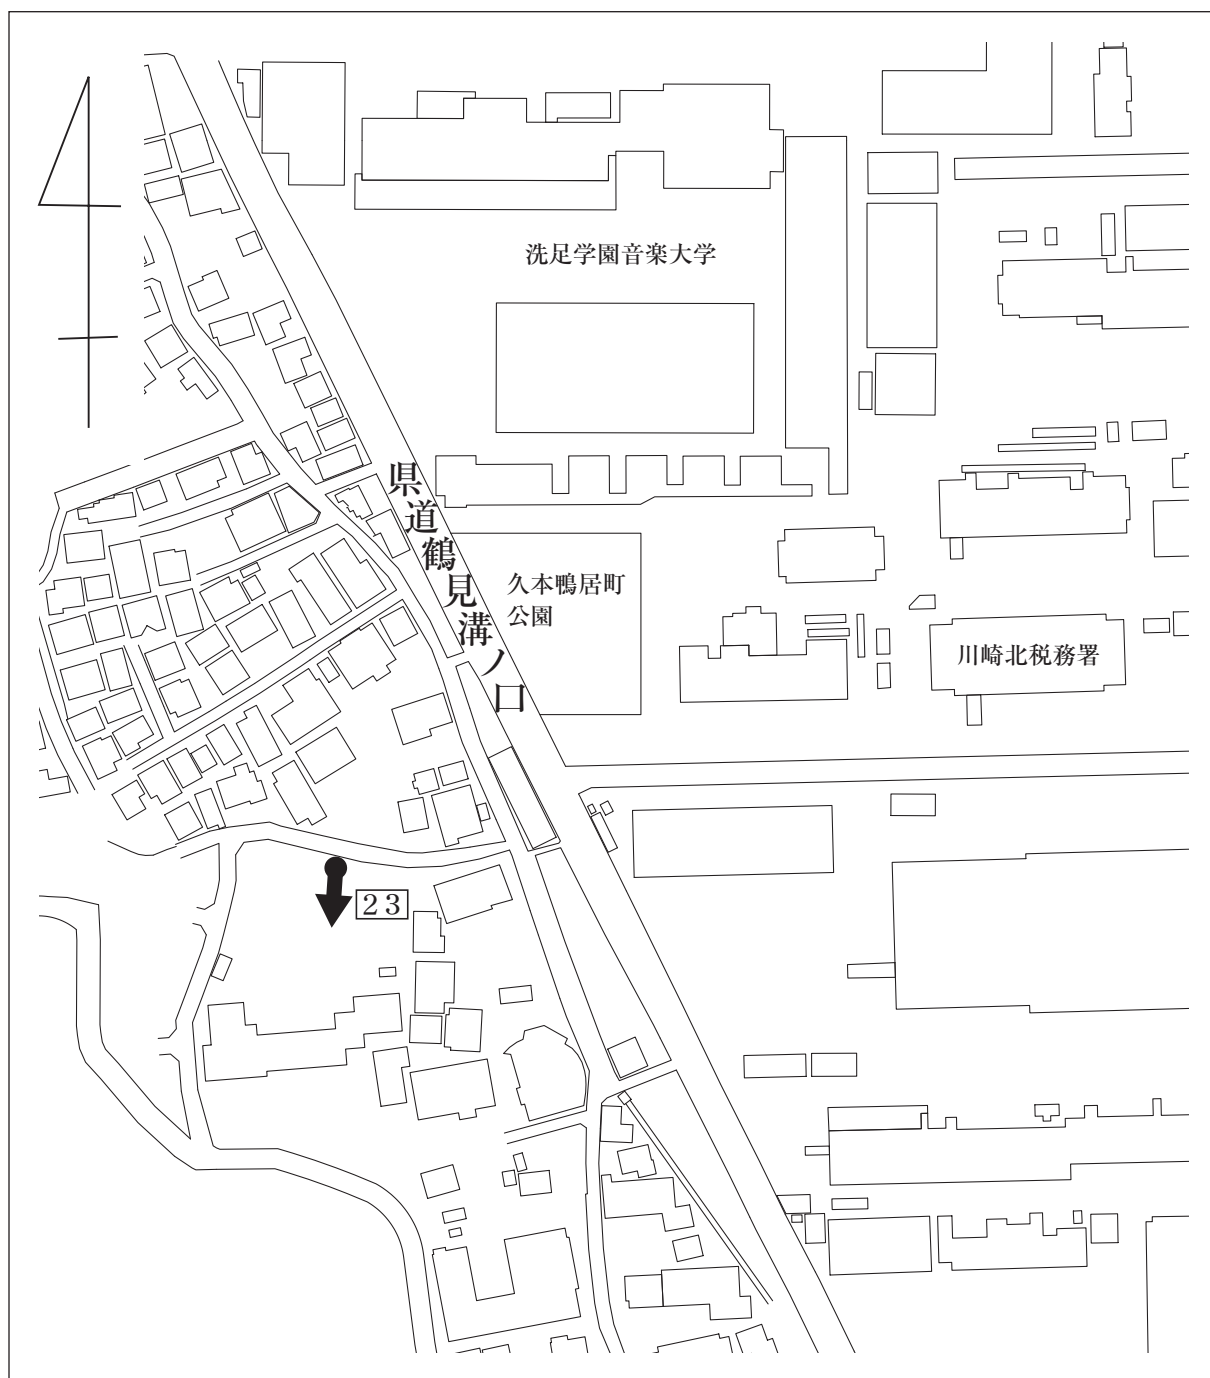 洗足学園音楽大学
県道鶴見溝ノ口
久本鴨居町
公園
川崎北税務署
23